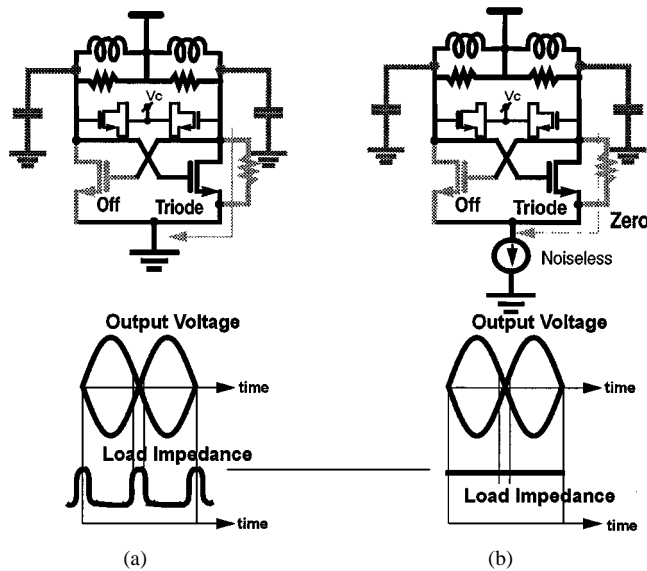 Vc
Off
Triode
Output Voltage
time
Load Impedance
time
(a)
Vc
Off
Triode
Zero
Noiseless
Output Voltage
time
Load Impedance
time
(b)